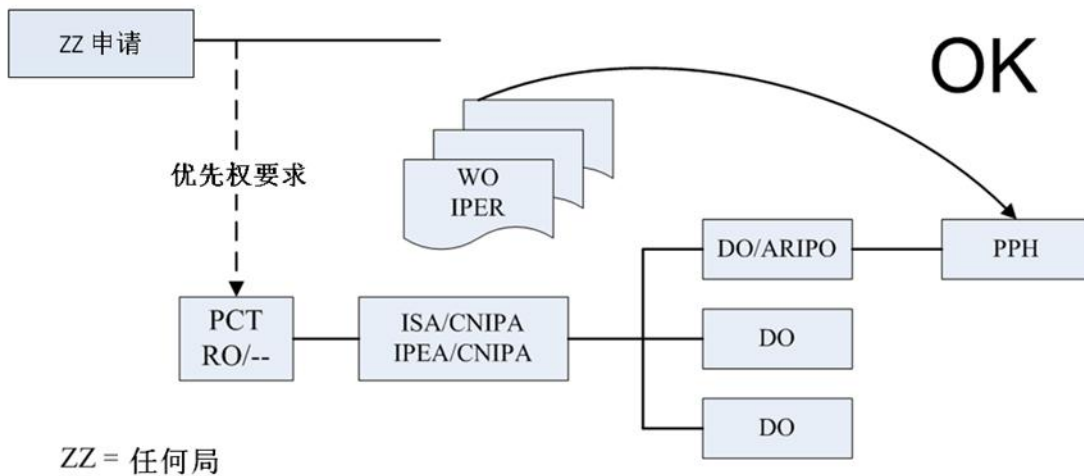 ZZ 申请
OK
优先权要求
WO
IPER
DO/ARIPO
PPH
PCT
RO/--
ISA/CNIPA
IPEA/CNIPA
DO
DO
ZZ = 任何局